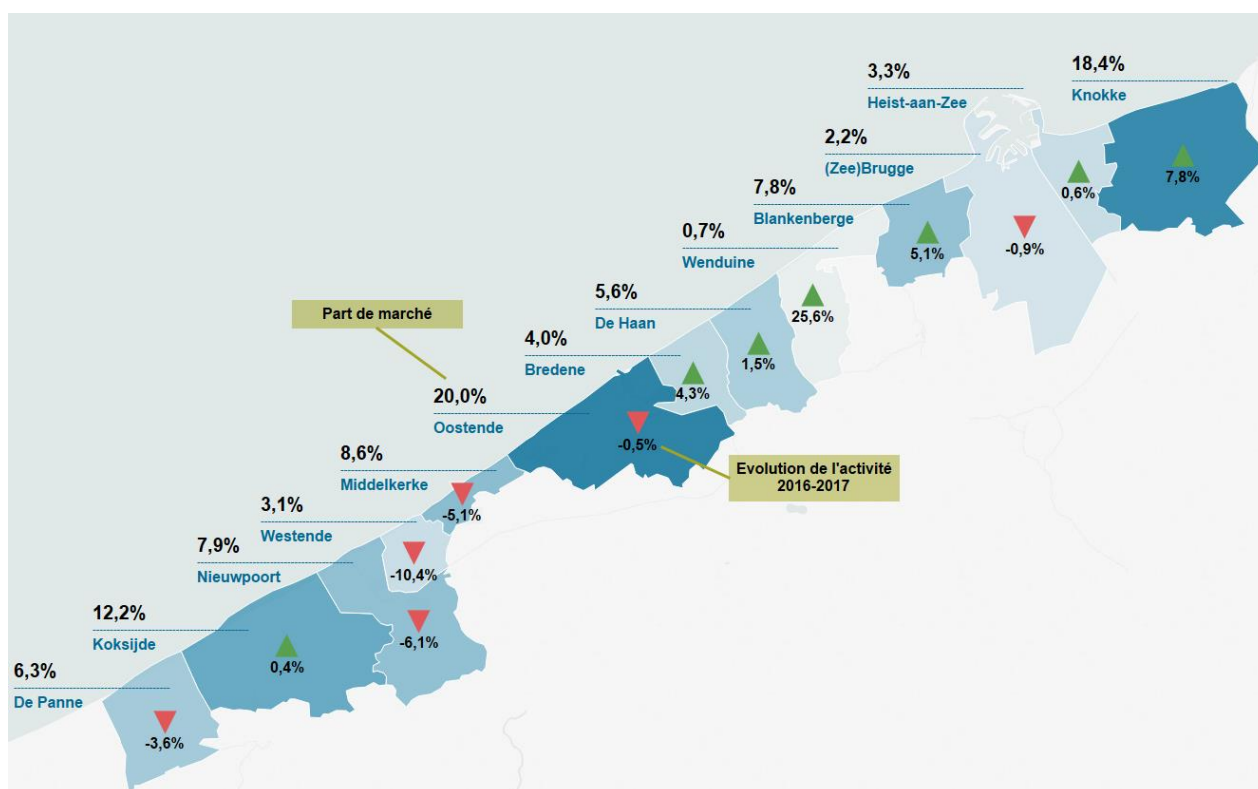 18,4%
Knokke
7,8%
3,3%
Heist-aan-Zee
0,6%
2,2%
(Zee)Brugge
-0,9%
7,8%
Blankenberge
5,1%
0,7%
Wenduine
25,6%
5,6%
De Haan
1,5%
4,0%
Bredene
4,3%
Part de marché
20,0%
Oostende
-0,5%
Evolution de l'activité
2016-2017
8,6%
Middelkerke
-5,1%
3,1%
Westende
-10,4%
7,9%
Nieuwpoort
-6,1%
12,2%
Koksijde
0,4%
6,3%
De Panne
-3,6%